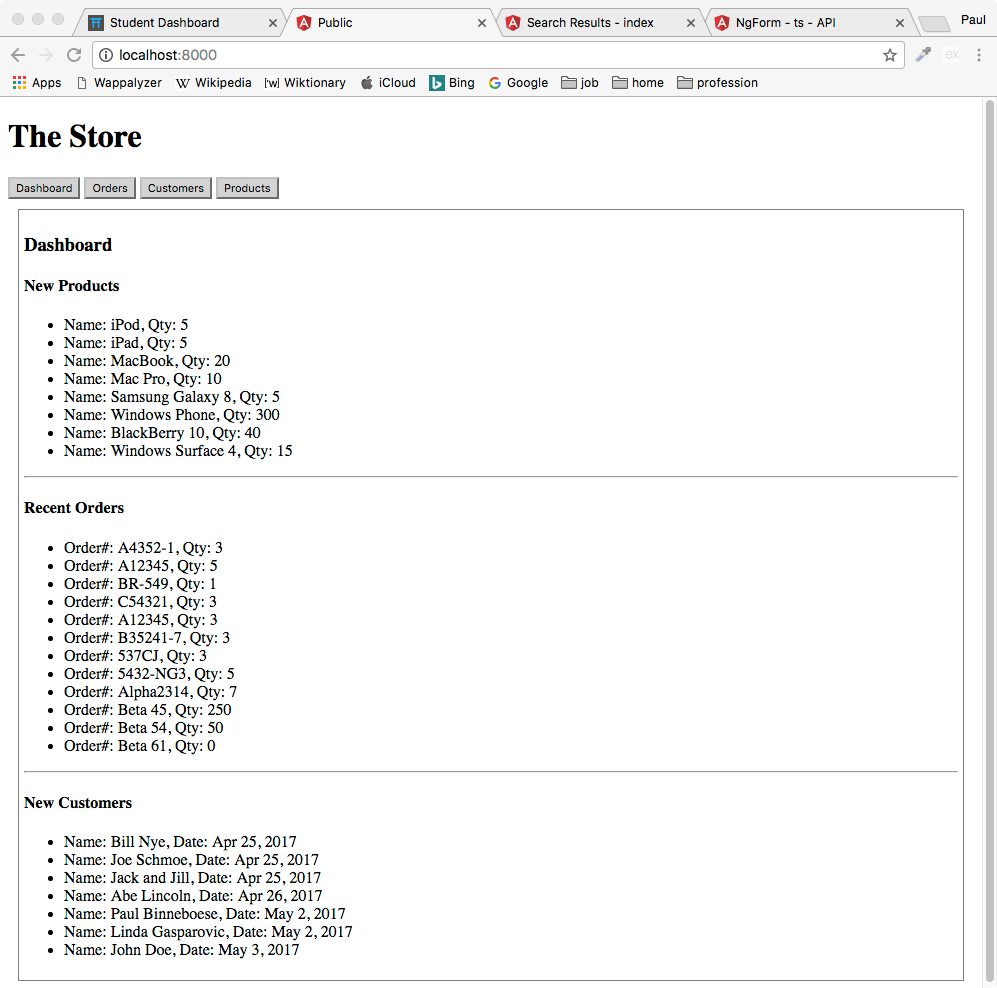 Student Dashboard
Public
Search Results - index
NgForm - ts - API
Paul
localhost:8000
Apps
Wappalyzer
W Wikipedia
['w] Wiktionary
iCloud
Bing
G Google
job
home
profession
The Store
Dashboard Orders Customers Products
Dashboard
New Products
Name: iPod, Qty: 5
Name: iPad, Qty: 5
Name: MacBook, Qty: 20
Name: Mac Pro, Qty: 10
Name: Samsung Galaxy 8, Qty: 5
Name: Windows Phone, Qty: 300
Name: BlackBerry 10, Qty: 40
Name: Windows Surface 4, Qty: 15
Recent Orders
Order#: A4352-1, Qty: 3
Order#: A12345, Qty: 5
Order#: BR-549, Qty: 1
Order#: C54321, Qty: 3
Order#: A12345, Qty: 3
Order#: B35241-7, Qty: 3
Order#: 537CJ, Qty: 3
Order#: 5432-NG3, Qty: 5
Order#: Alpha2314, Qty: 7
Order#: Beta 45, Qty: 250
Order#: Beta 54, Qty: 50
Order#: Beta 61, Qty: 0
New Customers
Name: Bill Nye, Date: Apr 25, 2017
Name: Joe Schmoe, Date: Apr 25, 2017
Name: Jack and Jill, Date: Apr 25, 2017
Name: Abe Lincoln, Date: Apr 26, 2017
Name: Paul Binneboese, Date: May 2, 2017
Name: Linda Gasparovic, Date: May 2, 2017
Name: John Doe, Date: May 3, 2017